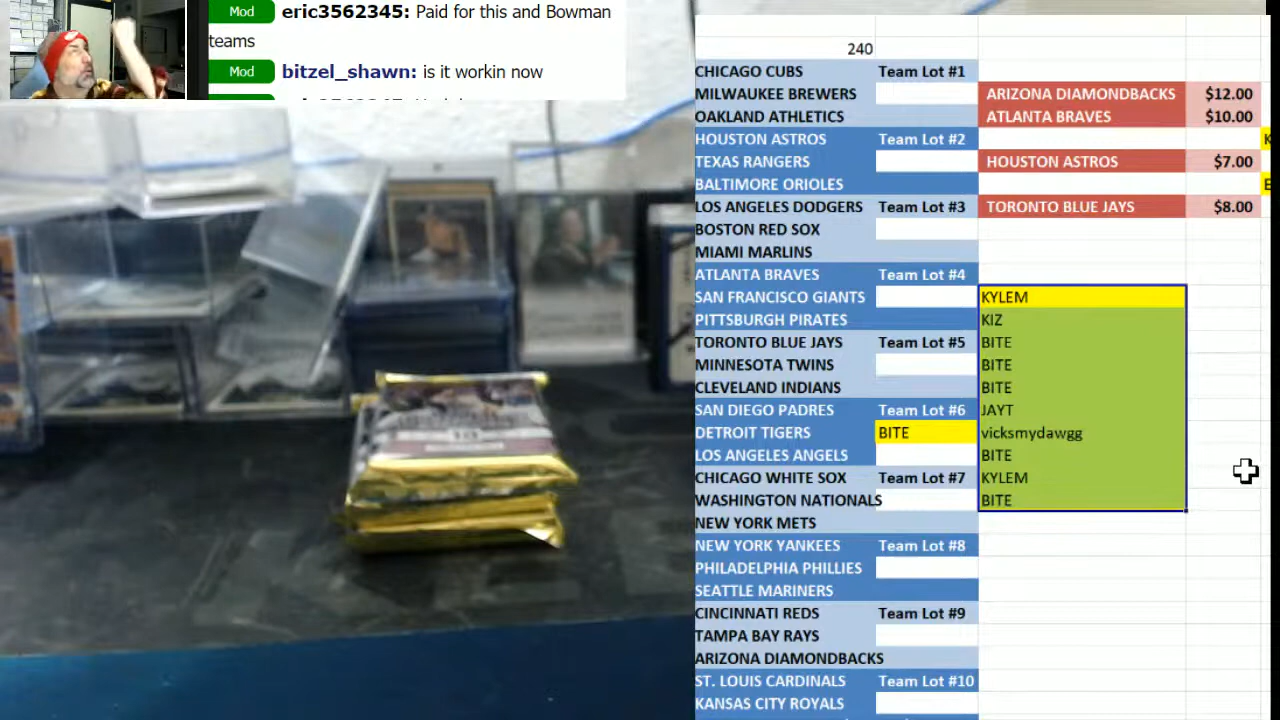 Mod eric3562345: Paid for this and Bowman
teams
Mod bitzel_shawn: is it workin now
240
CHICAGO CUBS Team Lot #1
MILWAUKEE BREWERS ARIZONA DIAMONDBACKS $12.00
OAKLAND ATHLETICS ATLANTA BRAVES $10.00
HOUSTON ASTROS Team Lot #2
TEXAS RANGERS HOUSTON ASTROS $7.00
BALTIMORE ORIOLES
LOS ANGELES DODGERS Team Lot #3 TORONTO BLUE JAYS $8.00
BOSTON RED SOX
MIAMI MARLINS
ATLANTA BRAVES Team Lot #4
SAN FRANCISCO GIANTS KYLEM
PITTSBURGH PIRATES KIZ
TORONTO BLUE JAYS Team Lot #5 BITE
MINNESOTA TWINS BITE
CLEVELAND INDIANS BITE
SAN DIEGO PADRES Team Lot #6 JAYT
DETROIT TIGERS BITE vicksmydawgg
LOS ANGELS ANGELS BITE
CHICAGO WHITE SOX Team Lot #7 KYLEM
WASHINGTON NATIONALS BITE
NEW YORK METS
NEW YORK YANKEES Team Lot #8
PHILADELPHIA PHILLIES
SEATTLE MARINERS
CINCINNATI REDS Team Lot #9
TAMPA BAY RAYS
ARIZONA DIAMONDBACKS
ST. LOUIS CARDINALS Team Lot #10
KANSAS CITY ROYALS